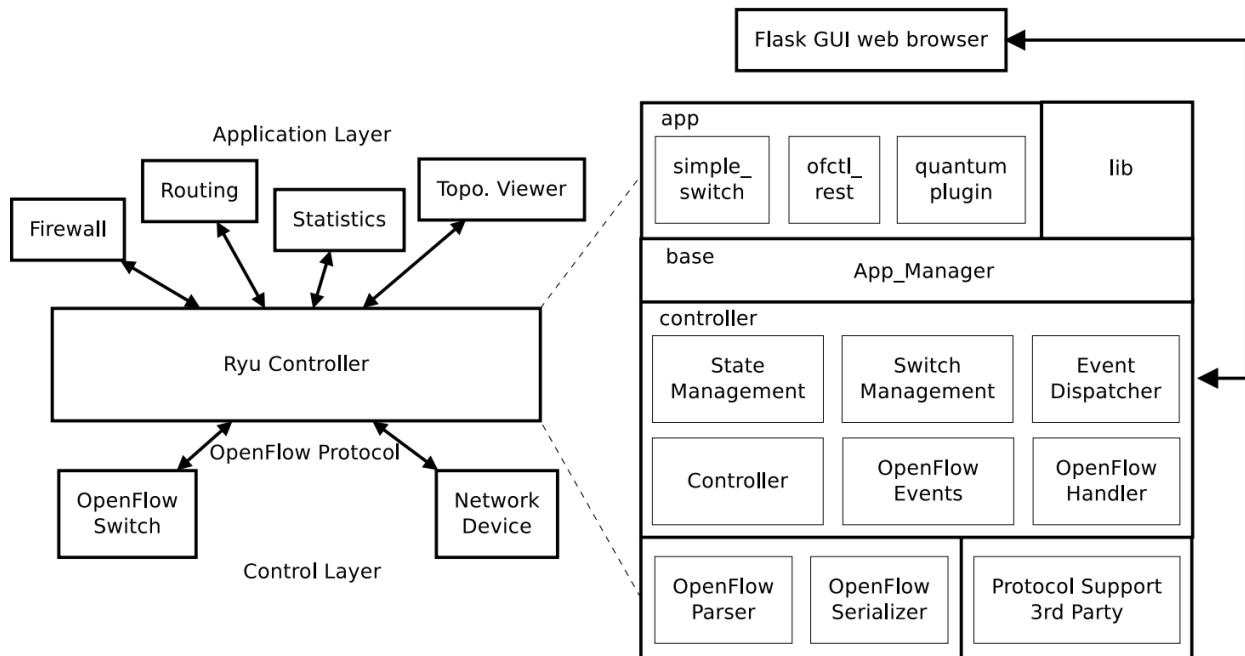 Flask GUI web browser
Application Layer
Firewall
Routing
Statistics
Topo. Viewer
Ryu Controller
OpenFlow Protocol
OpenFlow
Switch
Network
Device
Control Layer
app
simple_
switch
ofctl_
rest
quantum
plugin
lib
base
App_Manager
controller
State
Management
Switch
Management
Event
Dispatcher
Controller
OpenFlow
Events
OpenFlow
Handler
OpenFlow
Parser
OpenFlow
Serializer
Protocol Support
3rd Party